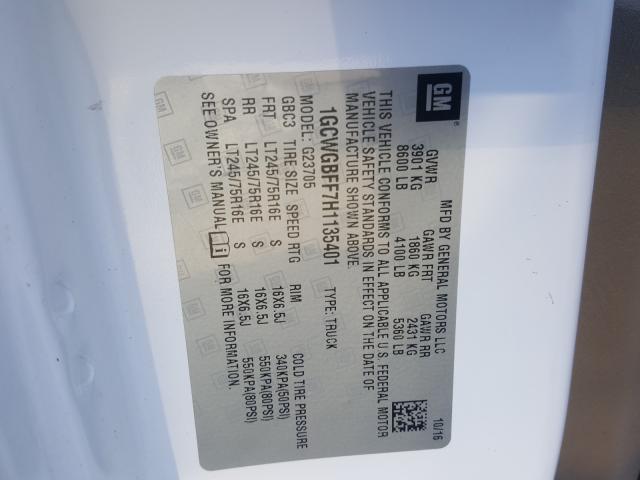 GM
MFD BY GENERAL MOTORS LLC 10/16
GVWR GAWR FRT GAWR RR
3901 KG 1860 KG 2431 KG
8600 LB 4100 LB 5360 LB
THIS VEHICLE CONFORMS TO ALL APPLICABLE U.S. FEDERAL MOTOR
VEHICLE SAFETY STANDARDS IN EFFECT ON THE DATE OF
MANUFACTURE SHOWN ABOVE.
1GCWGBFF7H1135401 TYPE: TRUCK
MODEL: G23705
GBC3 TIRE SIZE SPEED RTG RIM COLD TIRE PRESSURE
FRT LT245/75R16E S 16X6.5J 340KPA(50PSI)
RR LT245/75R16E S 16X6.5J 550KPA(80PSI)
SPA LT245/75R16E S 16X6.5J 550KPA(80PSI)
SEE OWNER'S MANUAL FOR MORE INFORMATION.